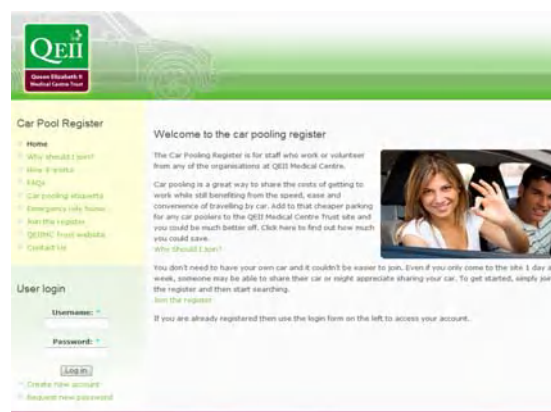 QEII
Queen Elizabeth II
Medical Centre Trust
Car Pool Register
Home
Why should I join?
How it works
FAQs
Car pooling etiquette
Emergency ride home
Join the register
QEIIMC Trust website
Contact Us
User login
Username: *
Password: *
Log in
Create new account
Request new password
Welcome to the car pooling register
The Car Pooling Register is for staff who work or volunteer
from any of the organisations at QEII Medical Centre.
Car pooling is a great way to share the costs of getting to
work while still benefiting from the speed, ease and
convenience of travelling by car. Add to that cheaper parking
for any car poolers to the QEII Medical Centre Trust site and
you could be much better off. Click here to find out how much
you could save.
Why Should I join?
You don't need to have your own car and it couldn't be easier to join. Even if you only come to the site 1 day a
week, someone may be able to share their car or might appreciate sharing your car. To get started, simply joi
the register and then start searching.
Join the register
If you are already registered then use the login form on the left to access your account.